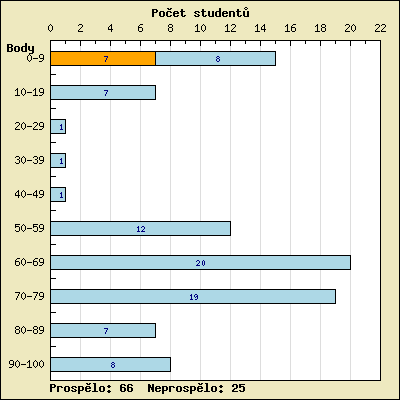 Počet studentů
0 2 4 6 8 10 12 14 16 18 20 22
Body
0-9 7 8
10-19 7
20-29 1
30-39 1
40-49 1
50-59 12
60-69 20
70-79 19
80-89 7
90-100 8
Prospělo: 66 Neprospělo: 25